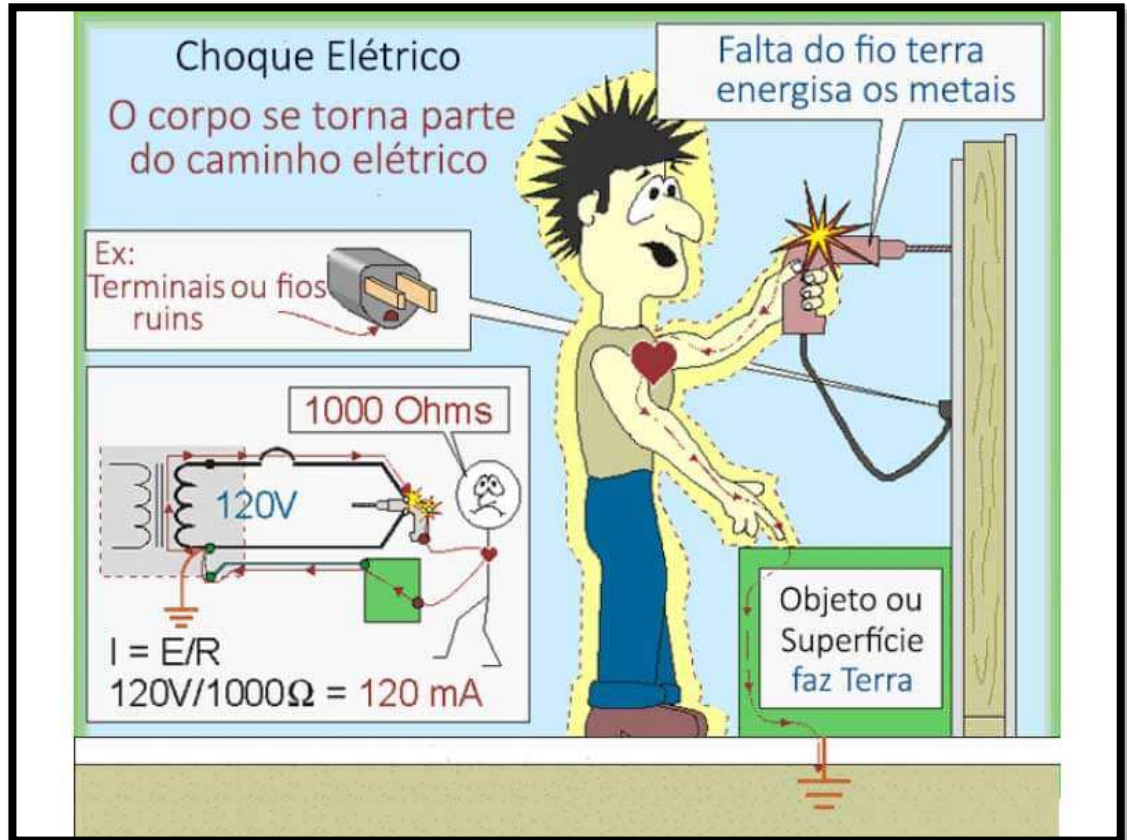 Choque Elétrico
O corpo se torna parte
do caminho elétrico
Falta do fio terra
energisa os metais
Ex:
Terminais ou fios
ruins
1000 Ohms
120V
I = E/R
120V/1000Ω = 120 mA
Objeto ou
Superfície
faz Terra